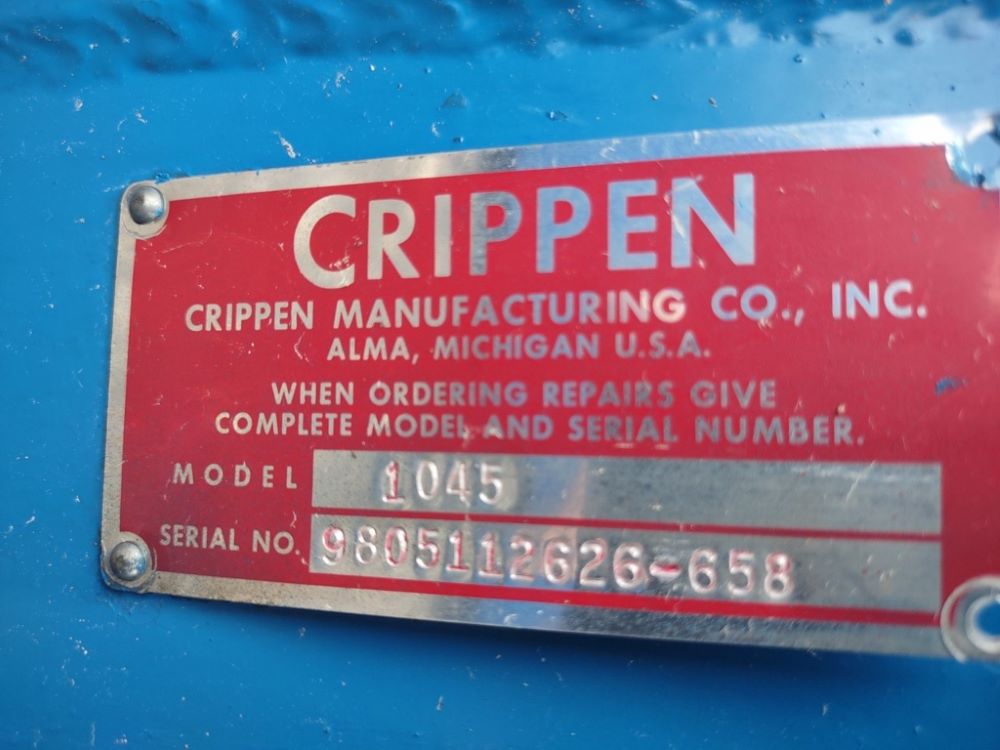 CRIPPEN
CRIPPEN MANUFACTURING CO., INC.
ALMA, MICHIGAN U.S.A.
WHEN ORDERING REPAIRS GIVE
COMPLETE MODEL AND SERIAL NUMBER.
MODEL 1045
SERIAL NO. 9805112626-658